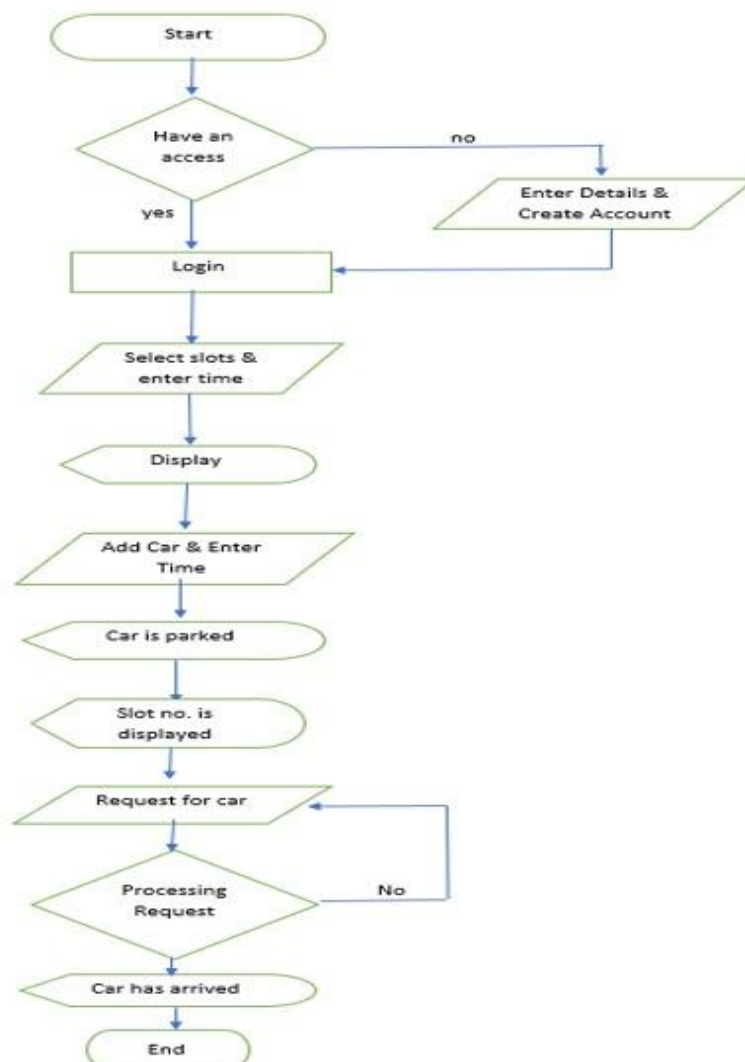 Start
Have an
access
no
Enter Details &
Create Account
yes
Login
Select slots &
enter time
Display
Add Car & Enter
Time
Car is parked
Slot no. is
displayed
Request for car
Processing
Request
No
Car has arrived
End